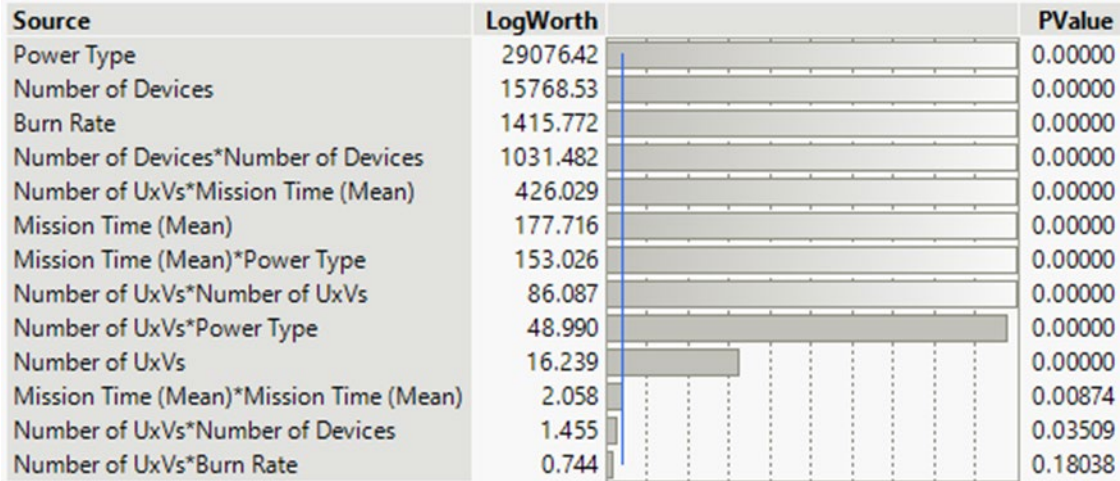 Source LogWorth PValue
Power Type 29076.42 0.00000
Number of Devices 15768.53 0.00000
Burn Rate 1415.772 0.00000
Number of Devices*Number of Devices 1031.482 0.00000
Number of UxVs*Mission Time (Mean) 426.029 0.00000
Mission Time (Mean) 177.716 0.00000
Mission Time (Mean)*Power Type 153.026 0.00000
Number of UxVs*Number of UxVs 86.087 0.00000
Number of UxVs*Power Type 48.990 0.00000
Number of UxVs 16.239 0.00000
Mission Time (Mean)*Mission Time (Mean) 2.058 0.00874
Number of UxVs*Number of Devices 1.455 0.03509
Number of UxVs*Burn Rate 0.744 0.18038